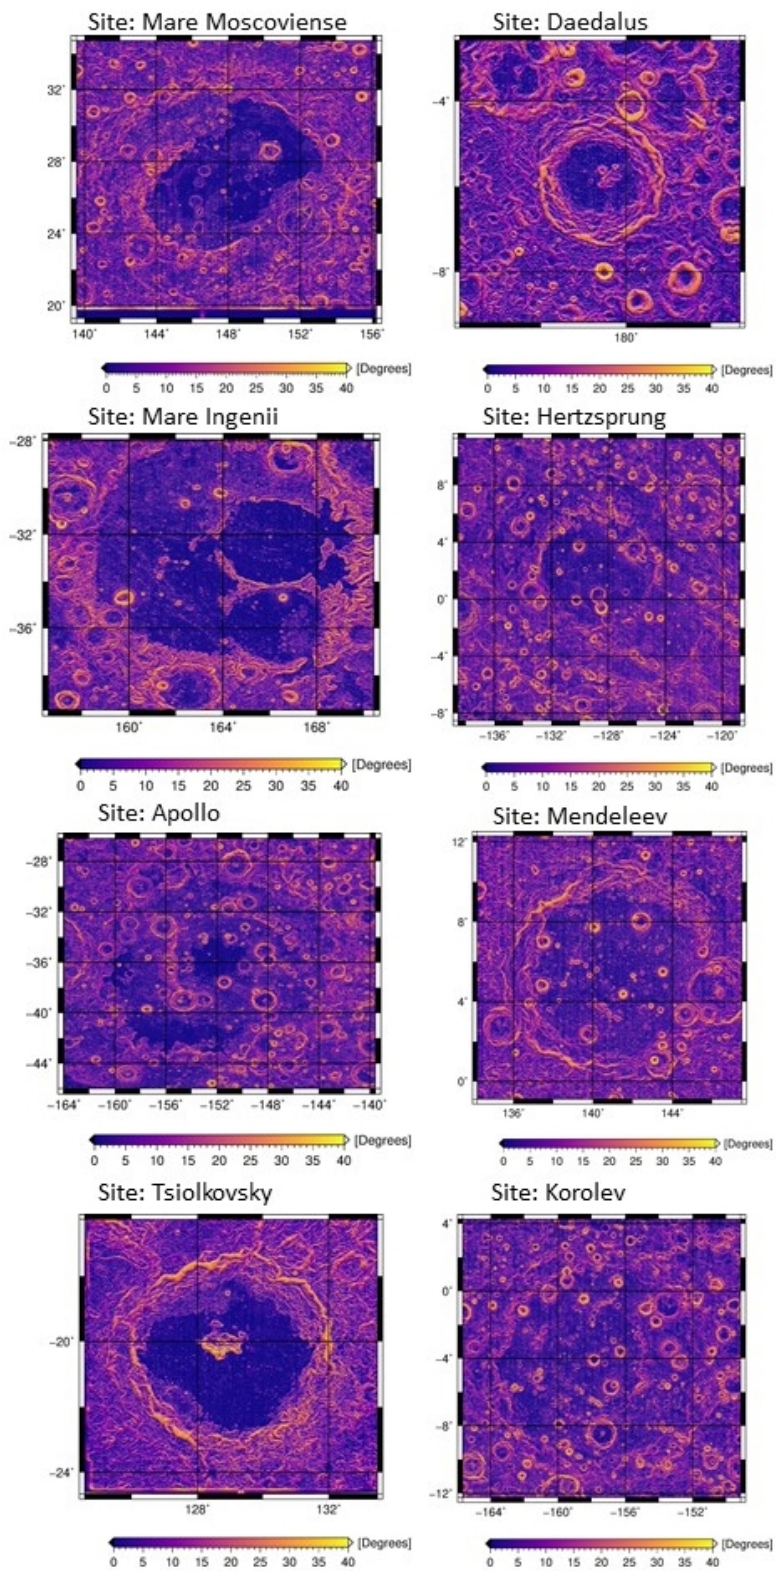 Site: Mare Moscoviense
32°
28°
24°
20°
140° 144° 148° 152° 156°
[Degrees]
0 5 10 15 20 25 30 35 40
Site: Daedalus
-4°
-8°
180°
[Degrees]
0 5 10 15 20 25 30 35 40
Site: Mare Ingenii
-28°
-32°
-36°
160° 164° 168°
[Degrees]
0 5 10 15 20 25 30 35 40
Site: Hertzsprung
8°
4°
0°
-4°
-8°
-136° -132° -128° -124° -120°
[Degrees]
0 5 10 15 20 25 30 35 40
Site: Apollo
-28°
-32°
-36°
-40°
-44°
-164° -160° -156° -152° -148° -144° -140°
[Degrees]
0 5 10 15 20 25 30 35 40
Site: Mendeleev
12°
8°
4°
0°
136° 140° 144°
[Degrees]
0 5 10 15 20 25 30 35 40
Site: Tsiolkovsky
-20°
-24°
128° 132°
[Degrees]
0 5 10 15 20 25 30 35 40
Site: Korolev
4°
0°
-4°
-8°
-12°
-164° -160° -156° -152°
[Degrees]
0 5 10 15 20 25 30 35 40